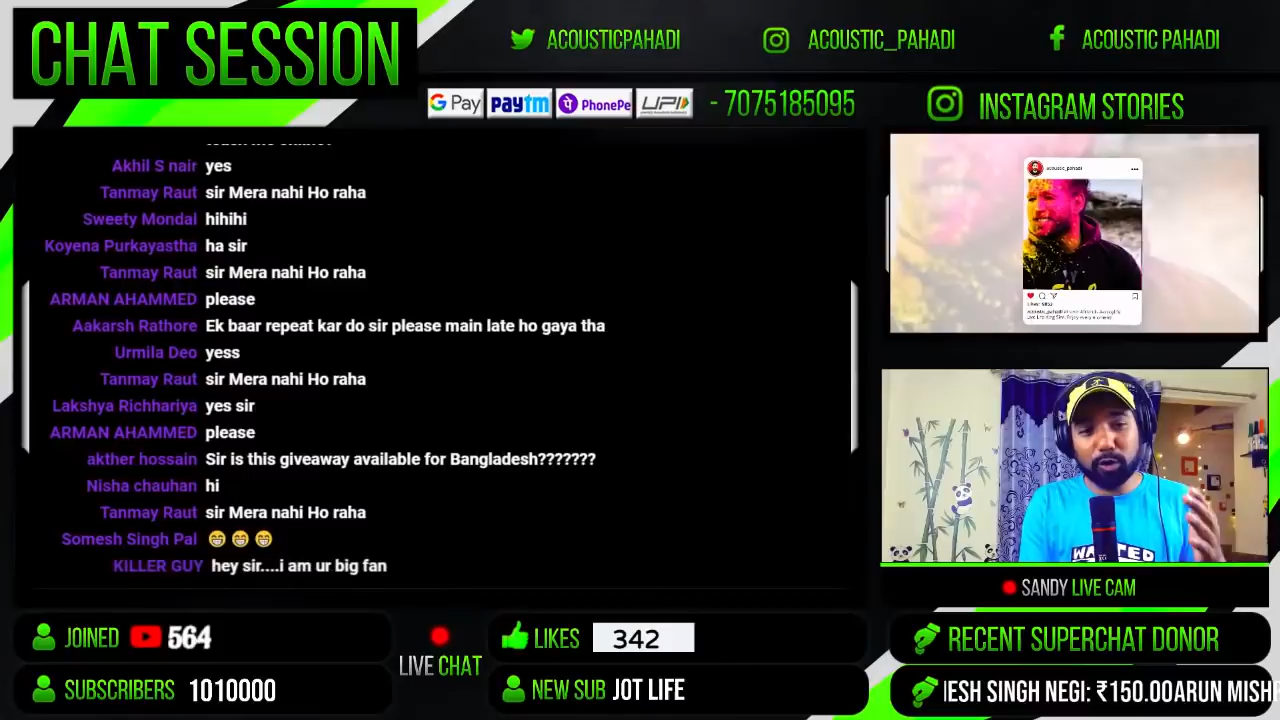 CHAT SESSION
ACOUSTICPAHADI
ACOUSTIC_PAHADI
ACOUSTIC PAHADI
G Pay paytm PhonePe UPI - 7075185095
INSTAGRAM STORIES
Akhil S nair yes
Tanmay Raut sir Mera nahi Ho raha
Sweety Mondal hihihi
Koyena Purkayastha ha sir
Tanmay Raut sir Mera nahi Ho raha
ARMAN AHAMMED please
Aakarsh Rathore Ek baar repeat kar do sir please main late ho gaya tha
Urmila Deo yess
Tanmay Raut sir Mera nahi Ho raha
Lakshya Richhariya yes sir
ARMAN AHAMMED please
akther hossain Sir is this giveaway available for Bangladesh???????
Nisha chauhan hi
Tanmay Raut sir Mera nahi Ho raha
Somesh Singh Pal 😁 😁 😁
KILLER GUY hey sir....i am ur big fan
acoustic_pahadi
WANTED
SANDY LIVE CAM
JOINED 564
SUBSCRIBERS 1010000
LIVE CHAT
LIKES 342
NEW SUB JOT LIFE
RECENT SUPERCHAT DONOR
IESH SINGH NEGI: ₹150.00ARUN MISH